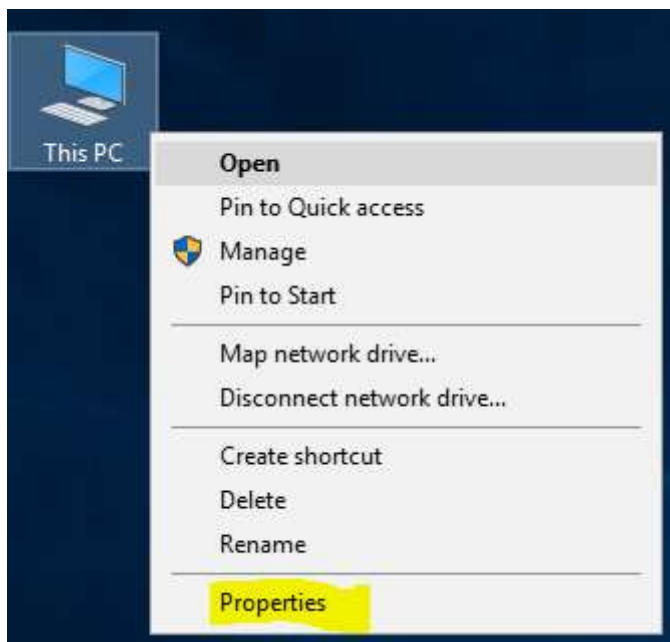 This PC
Open
Pin to Quick access
Manage
Pin to Start
Map network drive...
Disconnect network drive...
Create shortcut
Delete
Rename
Properties